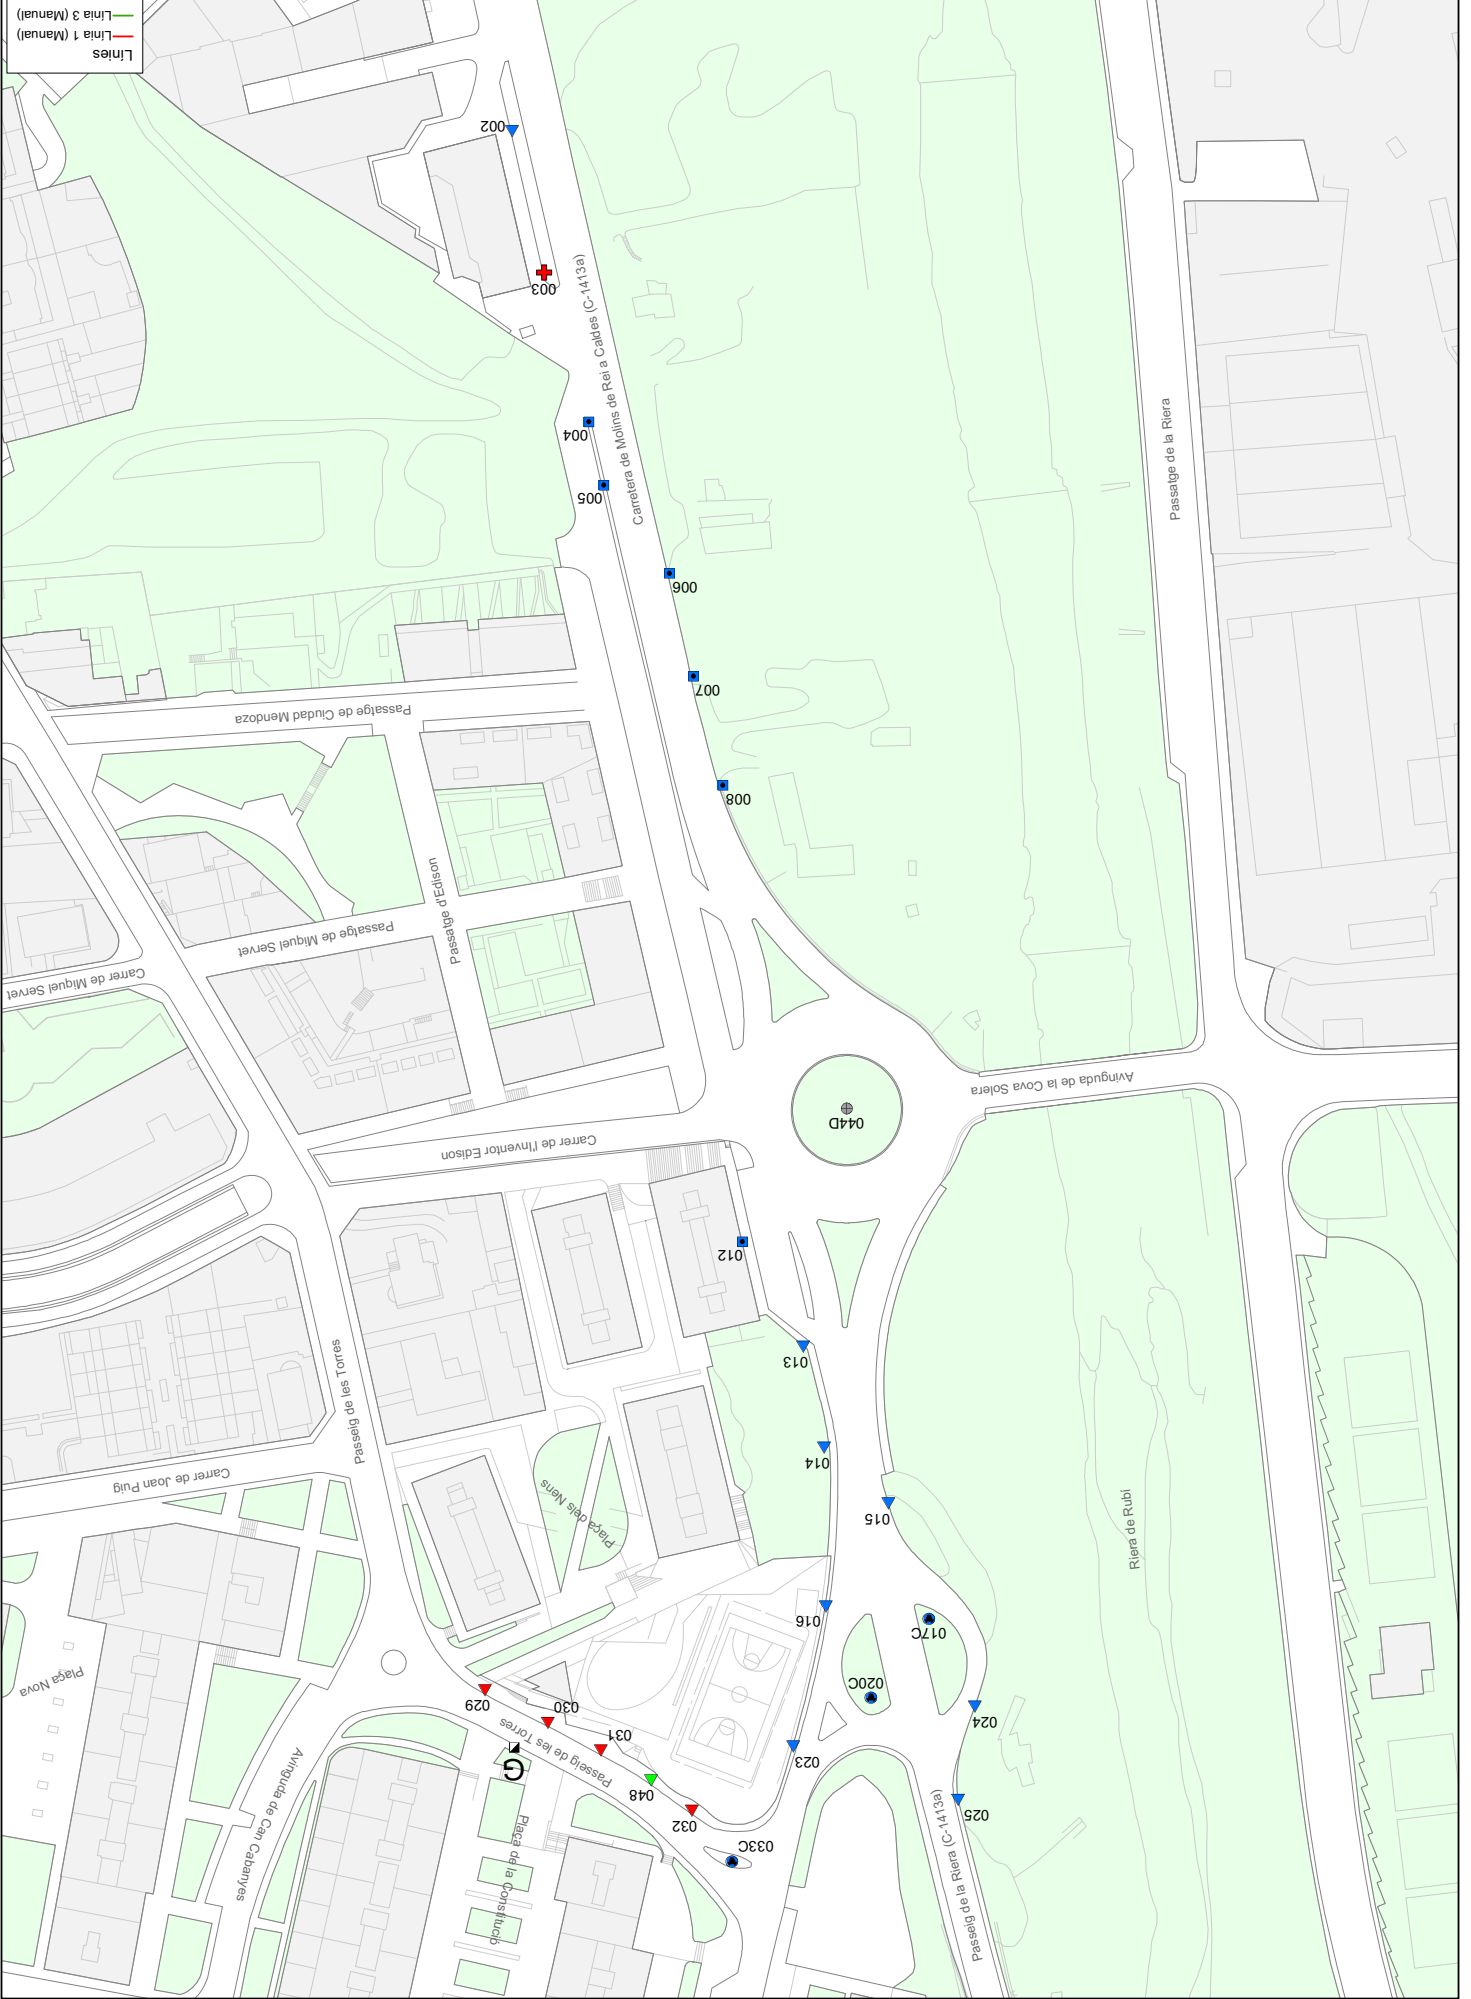 Línies
Línia 1 (Manual)
Línia 3 (Manual)
002
003
Carretera de Molins de Rei a Caldes (C-1413a)
004
005
006
007
008
Passatge de la Riera
Passatge de Ciudad Mendoza
Passatge d'Edison
Passatge de Miquel Servet
Carrer de Miquel Servet
Avinguda de la Cova Solera
044D
Carrer de l'Inventor Edison
012
013
014
015
016
017C
020C
Passeig de les Torres
Carrer de Joan Puig
Plaça dels Nens
Riera de Rubí
Plaça Nova
029
030
031
048
032
033C
023
024
025
Passeig de les Torres
G
Avinguda de Can Cabanyes
Plaça de la Constitució
Passeig de la Riera (C-1413a)